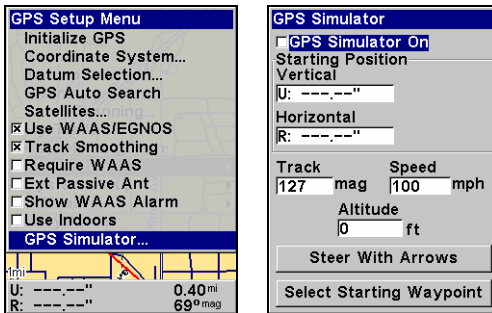 GPS Setup Menu
Initialize GPS
Coordinate System...
Datum Selection...
GPS Auto Search
Satellites...
Use WAAS/EGNOS
Track Smoothing
Require WAAS
Ext Passive Ant
Show WAAS Alarm
Use Indoors
GPS Simulator...
1mi
U: ---.--" 0.40 mi
R: ---.--" 69º mag
GPS Simulator
GPS Simulator On
Starting Position
Vertical
U: ---.--"
Horizontal
R: ---.--"
Track Speed
127 mag 100 mph
Altitude
0 ft
Steer With Arrows
Select Starting Waypoint